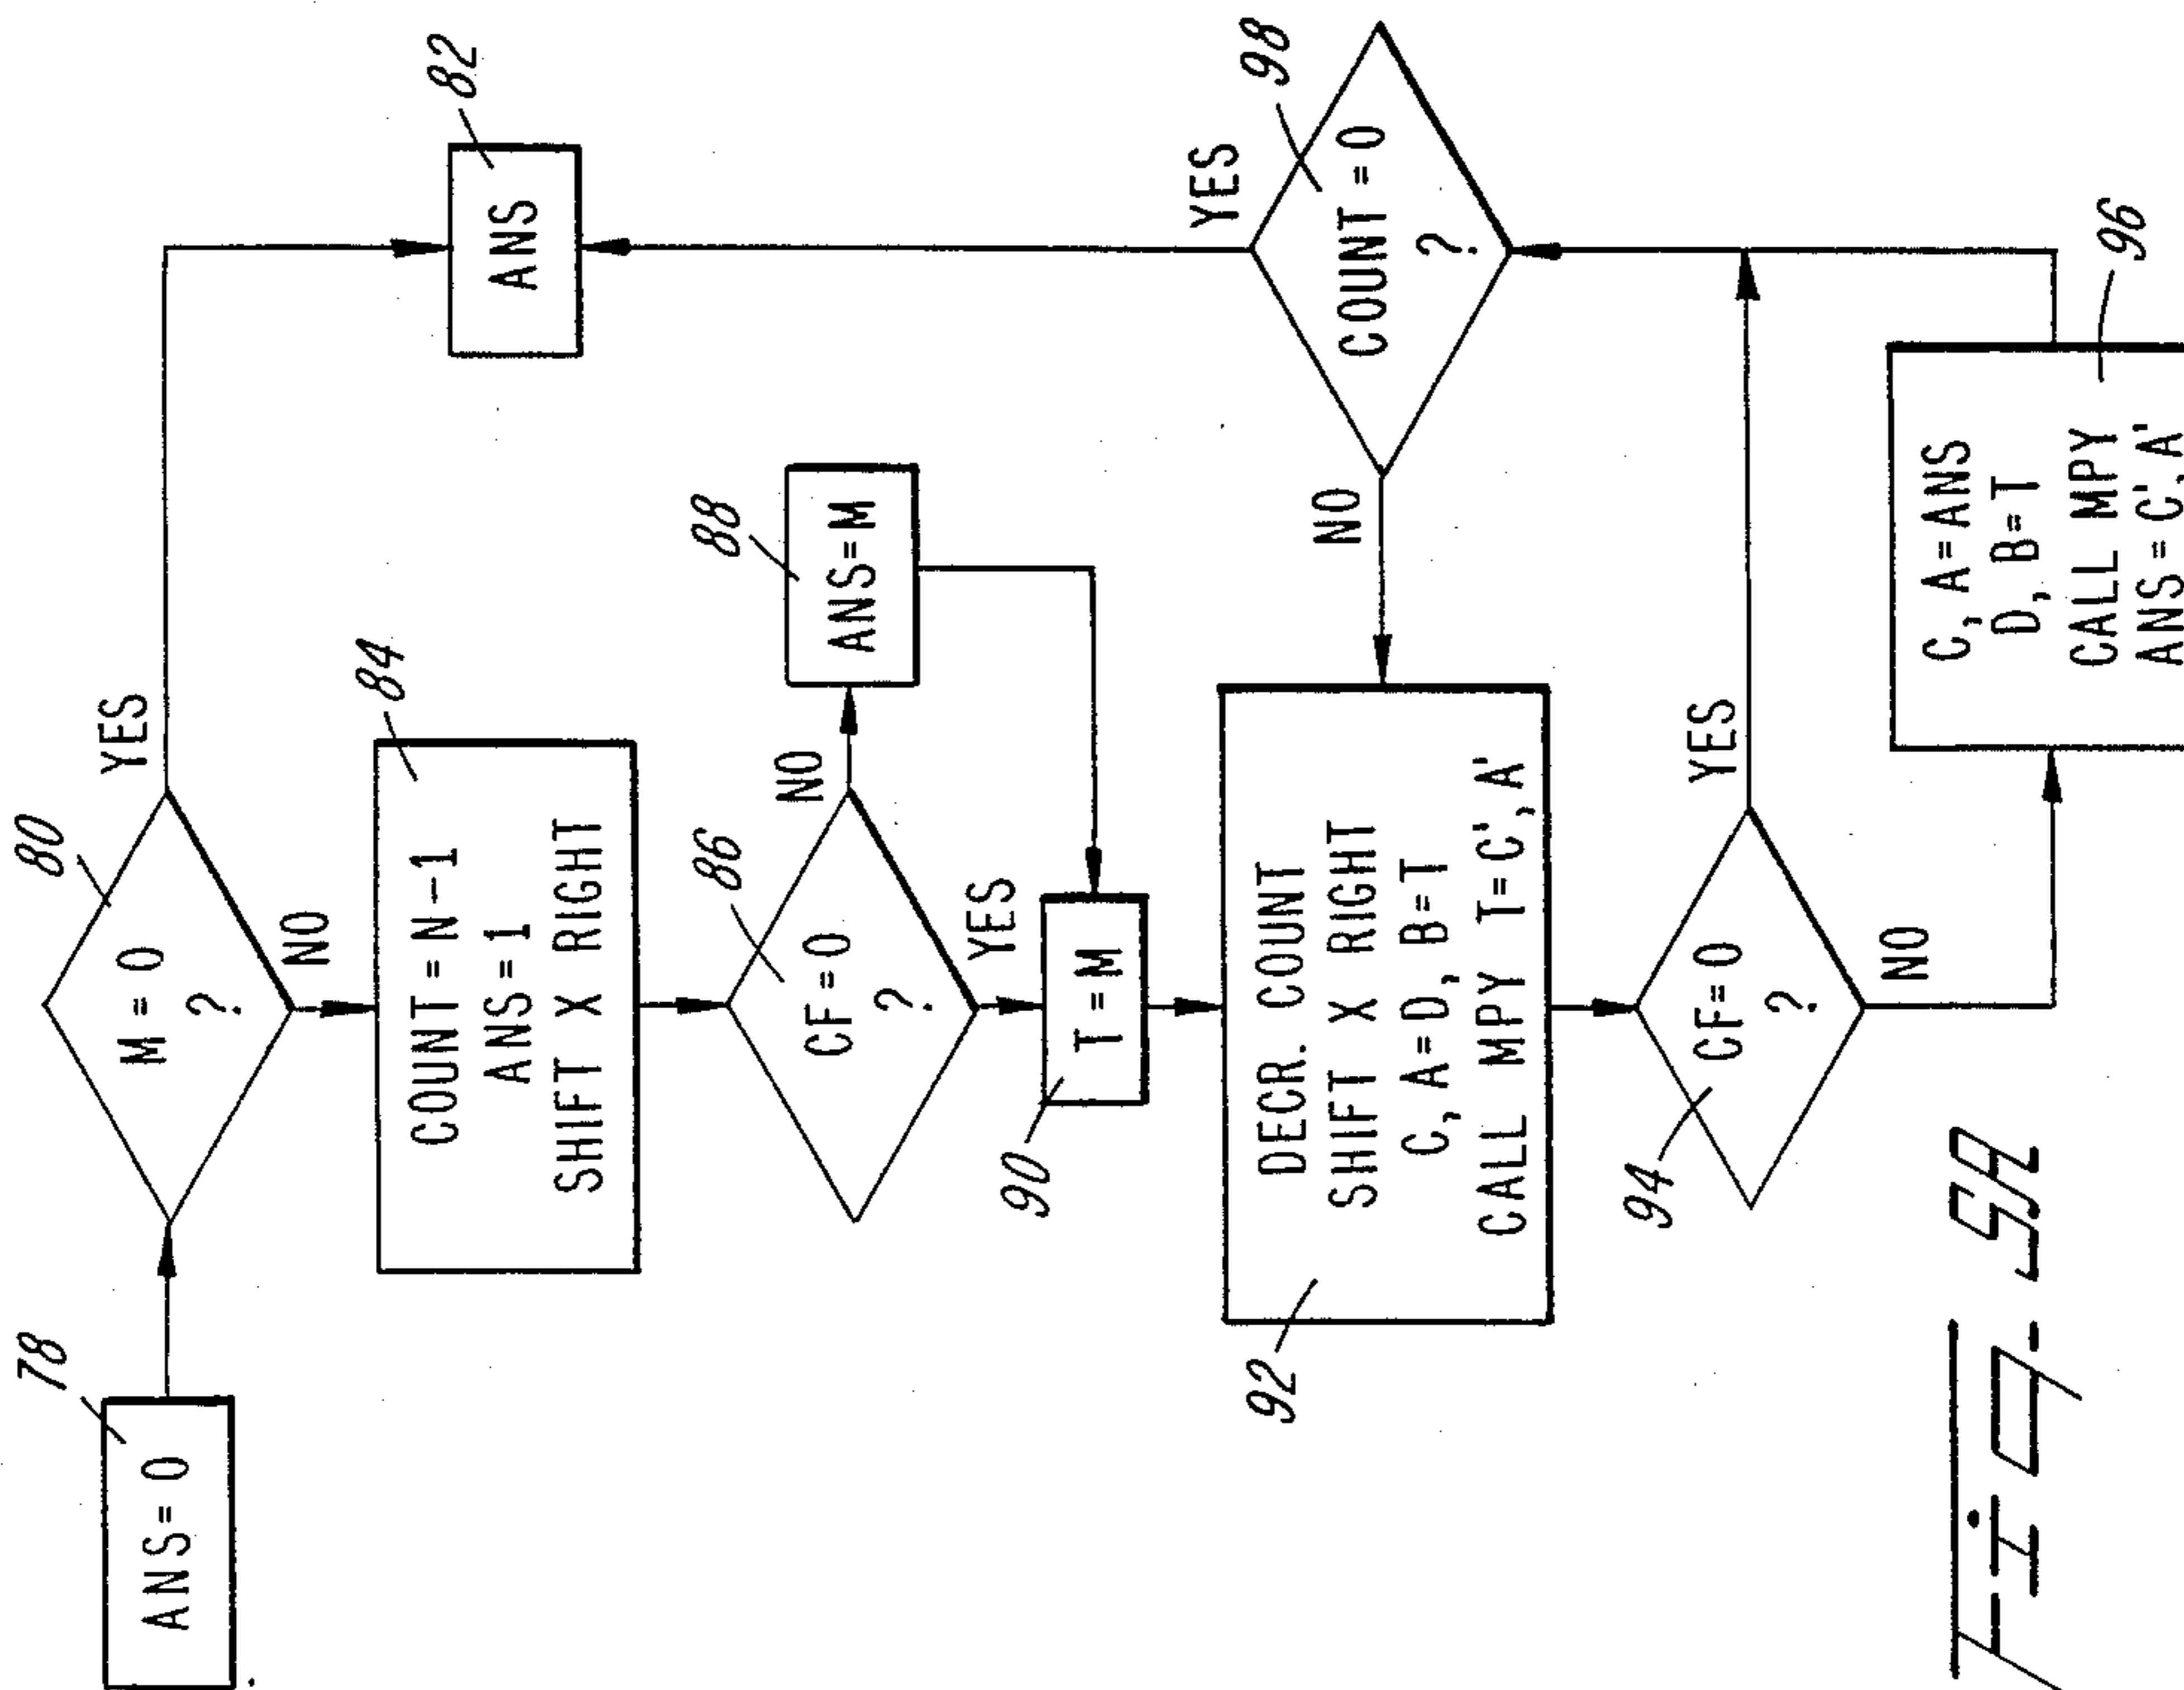 78
ANS = 0
80
M = 0
?
YES
NO
82
ANS
84
COUNT = N-1
ANS = 1
SHIFT X RIGHT
86
CF = 0
?
NO
YES
88
ANS = M
90
T = M
92
DECR. COUNT
SHIFT X RIGHT
C, A = D, B = T
CALL MPY T = C', A'
94
CF = 0
?
YES
NO
96
C, A = ANS
D, B = T
CALL MPY
ANS = C', A'
98
COUNT = 0
?
YES
NO
FIG. 5A